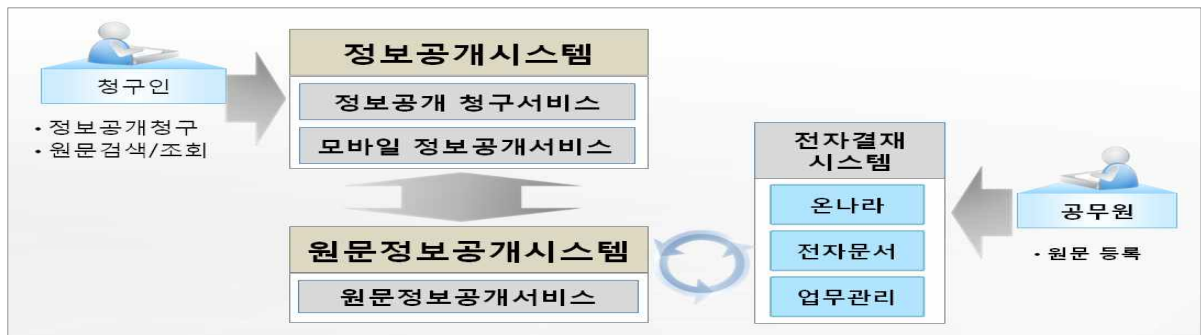 청구인
• 정보공개청구
• 원문검색/조회
정보공개시스템
정보공개 청구서비스
모바일 정보공개서비스
원문정보공개시스템
원문정보공개서비스
전자결재
시스템
온나라
전자문서
업무관리
공무원
• 원문 등록